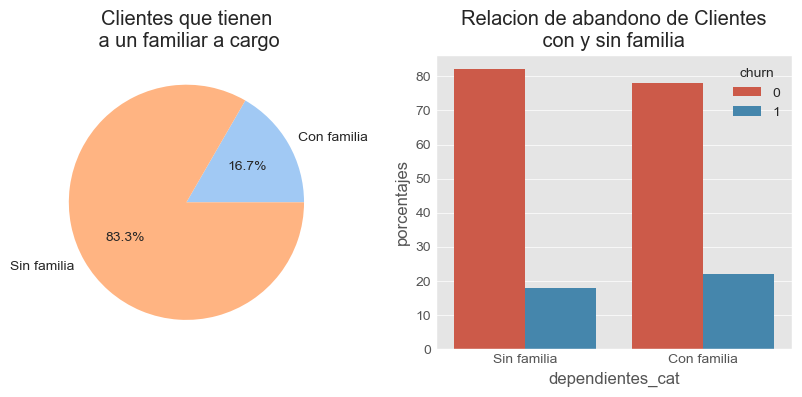 Clientes que tienen
a un familiar a cargo
Con familia
16.7%
83.3%
Sin familia
Relacion de abandono de Clientes
con y sin familia
churn
0
1
80
70
60
50
40
30
20
10
0
porcentajes
Sin familia
Con familia
dependientes_cat